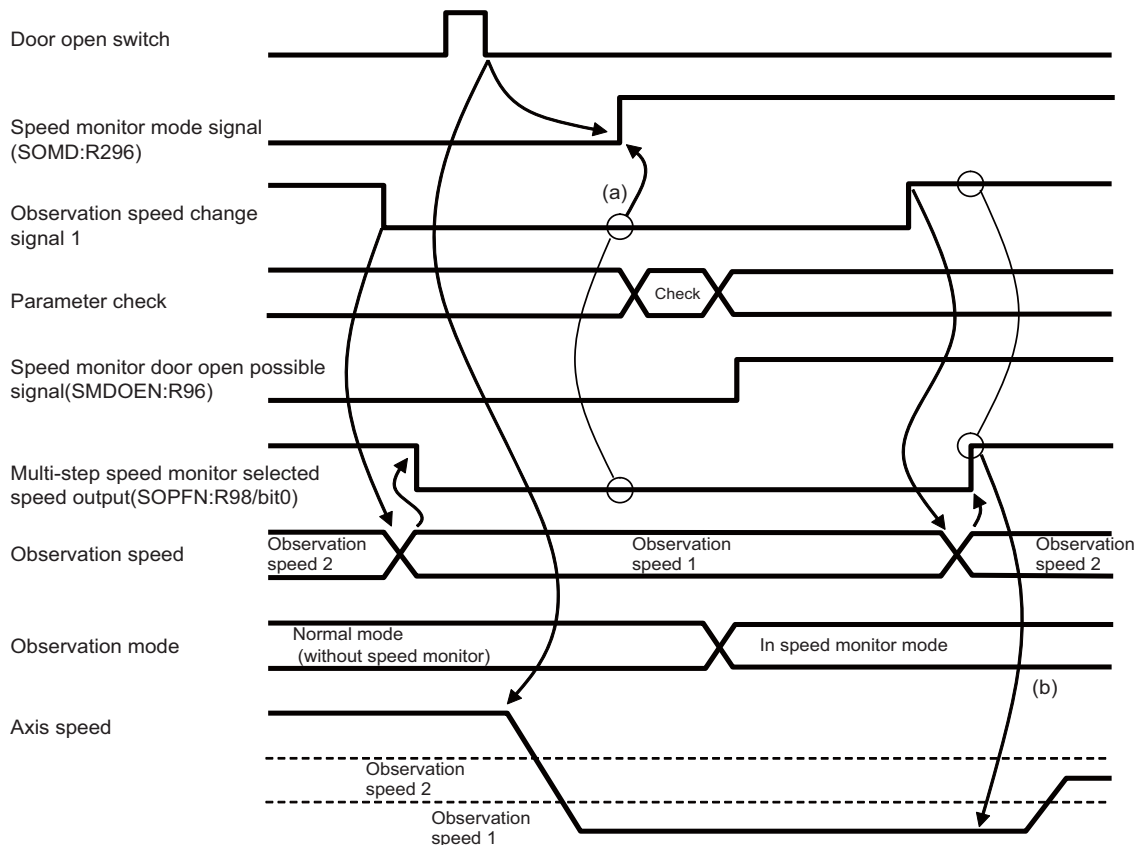 Door open switch
Speed monitor mode signal
(SOMD:R296)
(a)
Observation speed change
signal 1
Parameter check
Check
Speed monitor door open possible
signal(SMDOEN:R96)
Multi-step speed monitor selected
speed output(SOPFN:R98/bit0)
Observation speed
Observation
speed 2
Observation
speed 1
Observation
speed 2
Observation mode
Normal mode
(without speed monitor)
In speed monitor mode
(b)
Axis speed
Observation
speed 2
Observation
speed 1